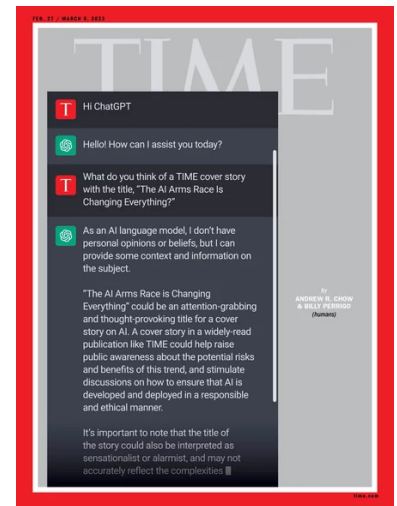 FEB. 27 / MARCH 6, 2023
TIME
T
Hi ChatGPT
Hello! How can I assist you today?
T
What do you think of a TIME cover story
with the title, "The AI Arms Race Is
Changing Everything?"
As an AI language model, I don't have
personal opinions or beliefs, but I can
provide some context and information on
the subject.
"The AI Arms Race is Changing
Everything" could be an attention-grabbing
and thought-provoking title for a cover
story on AI. A cover story in a widely-read
publication like TIME could help raise
public awareness about the potential risks
and benefits of this trend, and stimulate
discussions on how to ensure that AI is
developed and deployed in a responsible
and ethical manner.
It's important to note that the title of
the story could also be interpreted as
sensationalist or alarmist, and may not
accurately reflect the complexities
by
ANDREW R. CHOW
& BILLY PERRIGO
(humans)
time.com